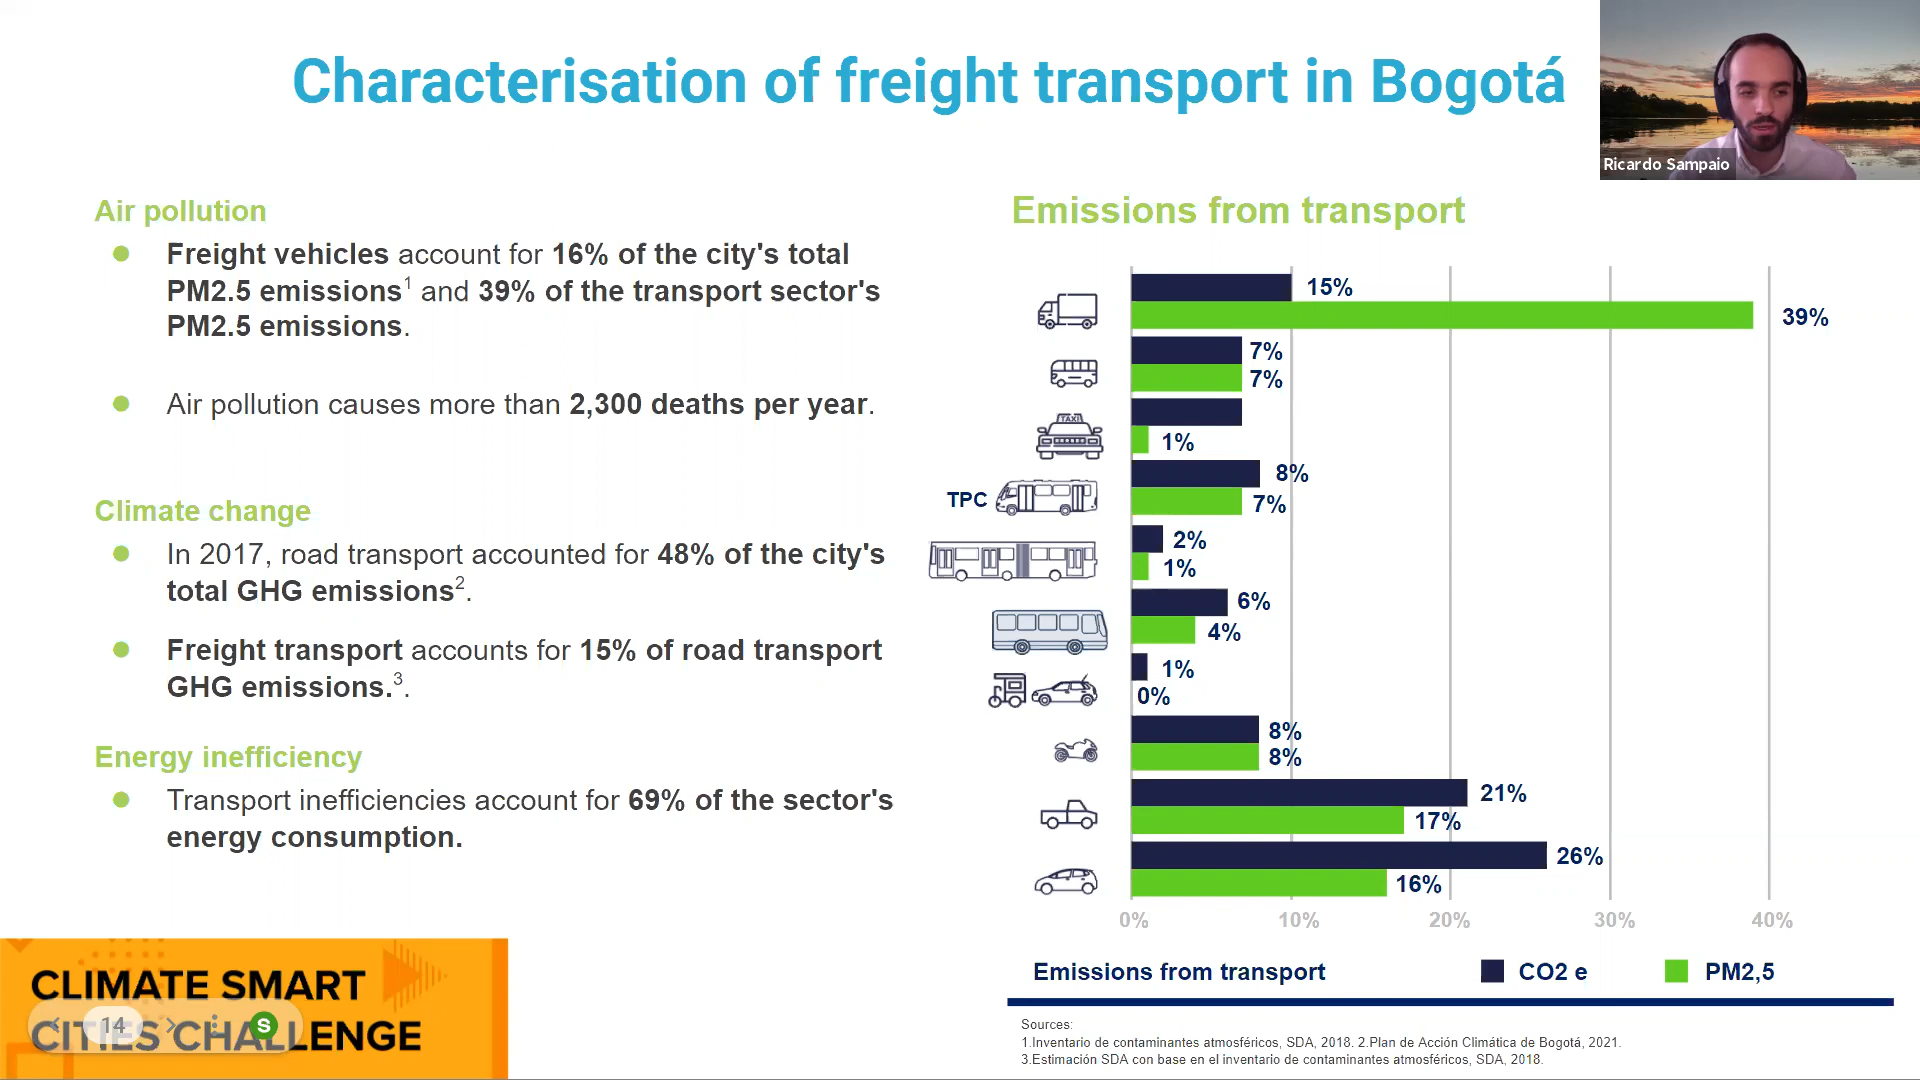 Characterisation of freight transport in Bogotá
Ricardo Sampaio
Air pollution
Freight vehicles account for 16% of the city's total
PM2.5 emissions1 and 39% of the transport sector's
PM2.5 emissions.
Air pollution causes more than 2,300 deaths per year.
Climate change
In 2017, road transport accounted for 48% of the city's
total GHG emissions2.
Freight transport accounts for 15% of road transport
GHG emissions.3.
Energy inefficiency
Transport inefficiencies account for 69% of the sector's
energy consumption.
Emissions from transport
15%
39%
7%
7%
TAXI
1%
8%
TPC
7%
2%
1%
6%
4%
1%
0%
8%
8%
21%
17%
26%
16%
0% 10% 20% 30% 40%
Emissions from transport CO2 e PM2,5
Sources:
1.Inventario de contaminantes atmosféricos, SDA, 2018. 2.Plan de Acción Climática de Bogotá, 2021.
3.Estimación SDA con base en el inventario de contaminantes atmosféricos, SDA, 2018.
CLIMATE SMART
CITIES CHALLENGE
14
S